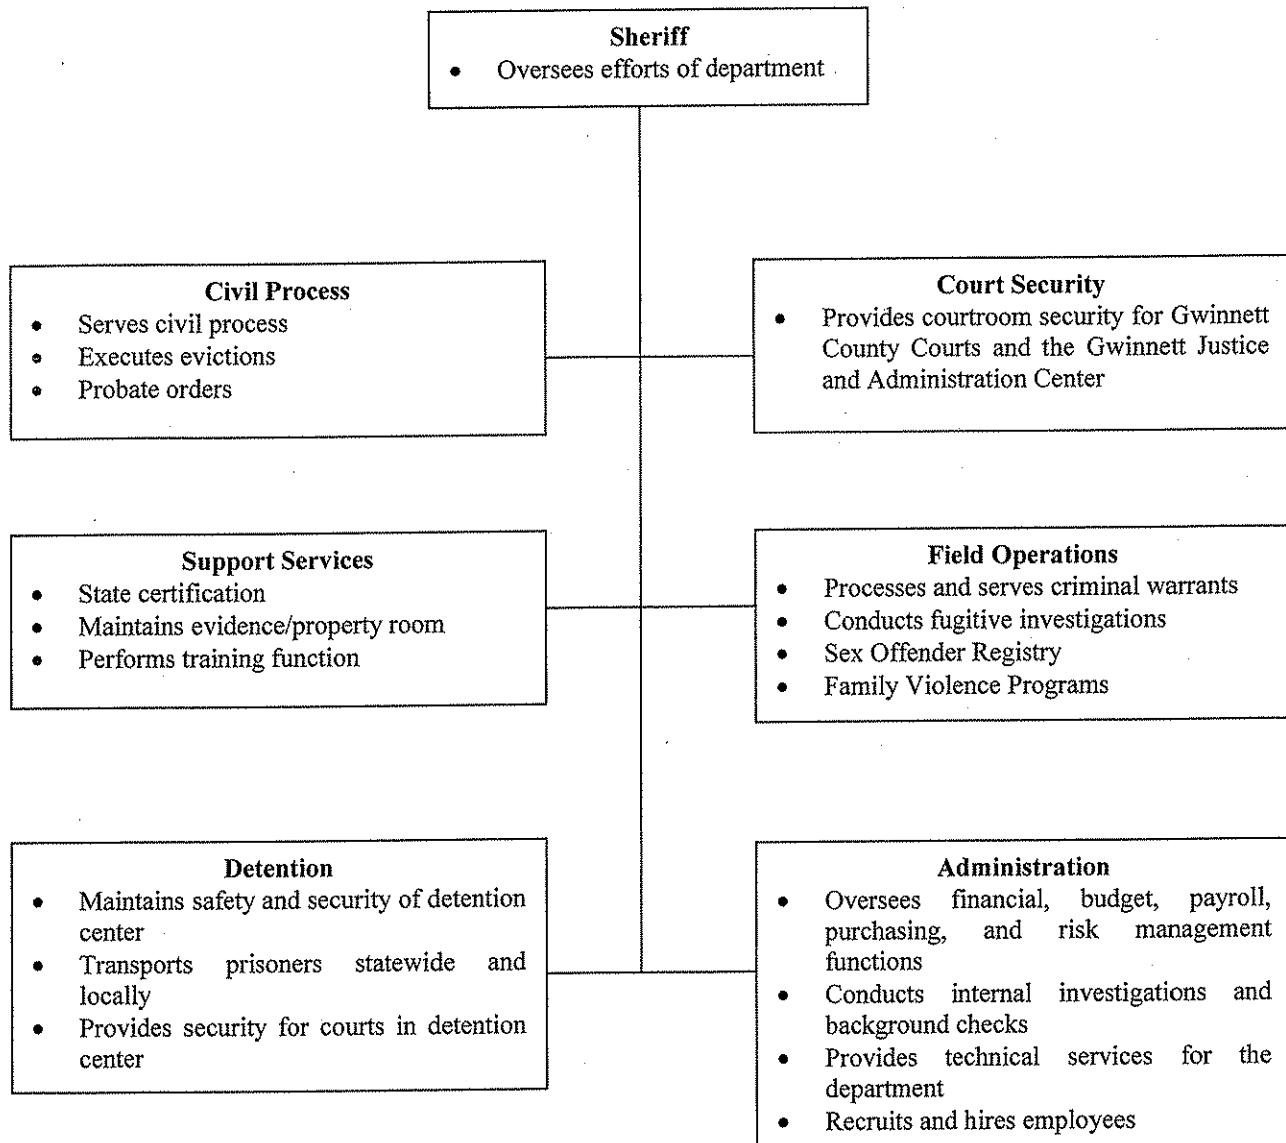 Sheriff
• Oversees efforts of department
Civil Process
• Serves civil process
• Executes evictions
• Probate orders
Court Security
• Provides courtroom security for Gwinnett
County Courts and the Gwinnett Justice
and Administration Center
Support Services
• State certification
• Maintains evidence/property room
• Performs training function
Field Operations
• Processes and serves criminal warrants
• Conducts fugitive investigations
• Sex Offender Registry
• Family Violence Programs
Detention
• Maintains safety and security of detention
center
• Transports prisoners statewide and
locally
• Provides security for courts in detention
center
Administration
• Oversees financial, budget, payroll,
purchasing, and risk management
functions
• Conducts internal investigations and
background checks
• Provides technical services for the
department
• Recruits and hires employees